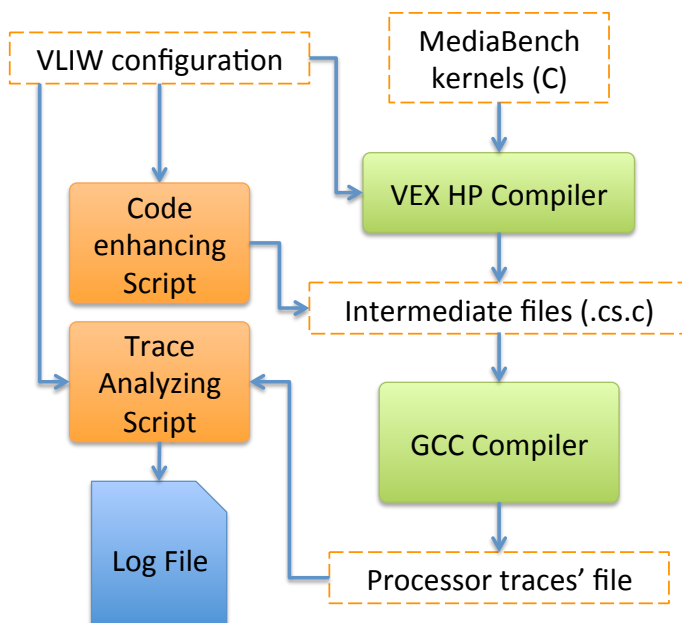 VLIW configuration
MediaBench
kernels (C)
Code
enhancing
Script
VEX HP Compiler
Intermediate files (.cs.c)
Trace
Analyzing
Script
GCC Compiler
Log File
Processor traces’ file